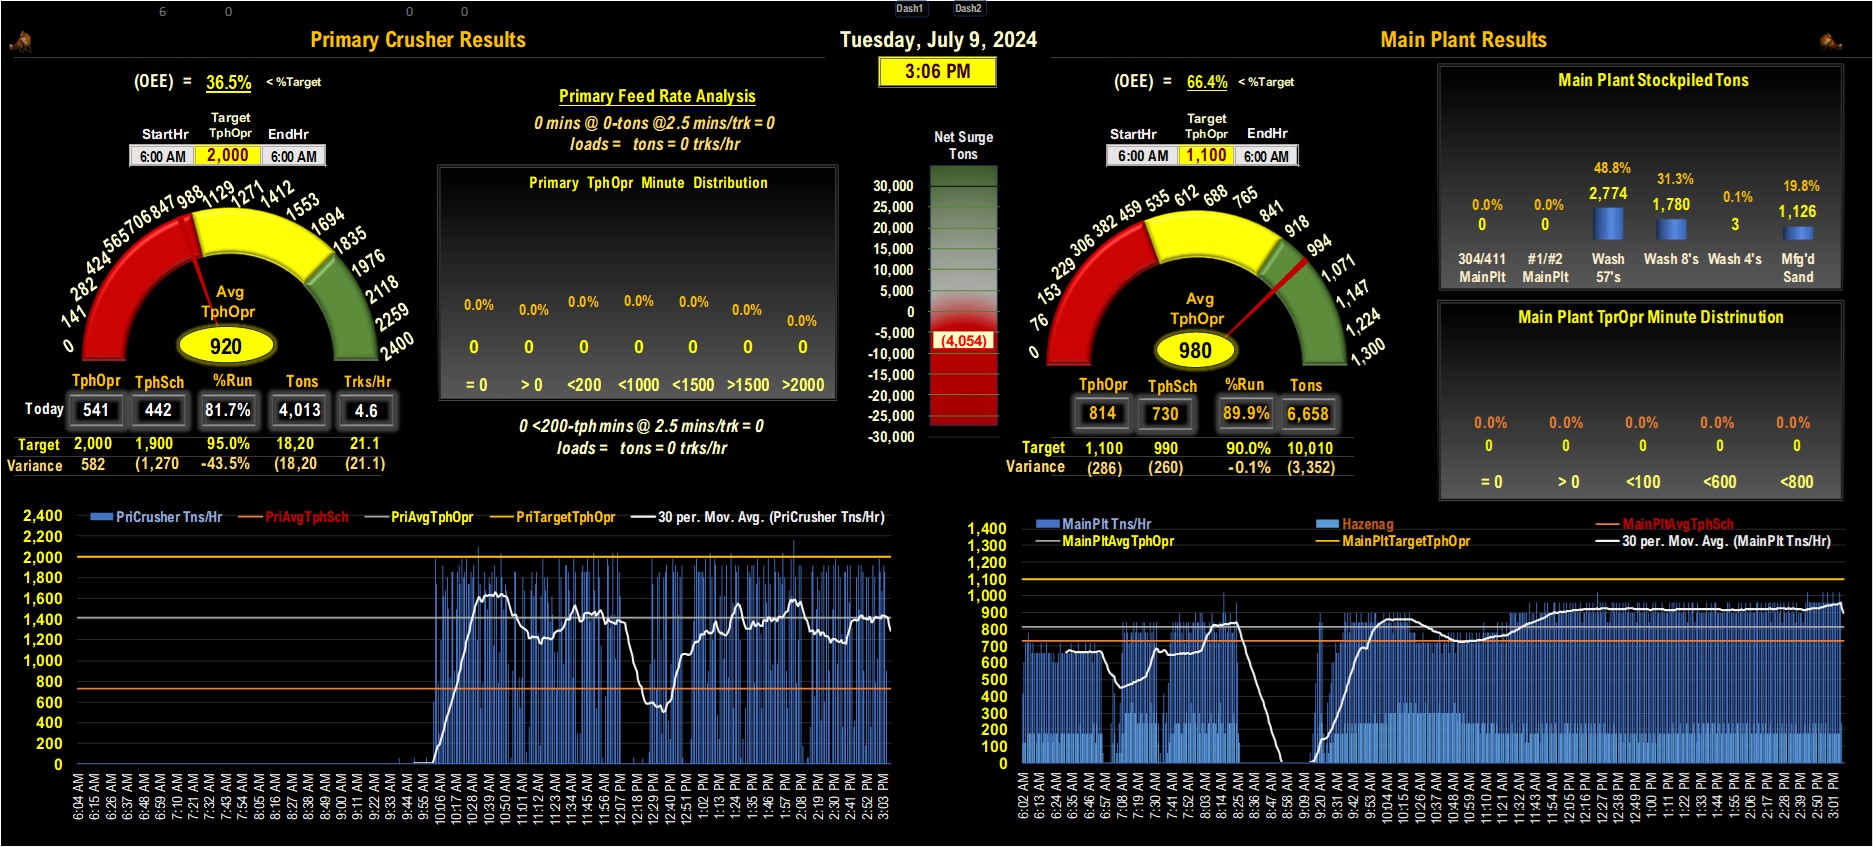 6 0 0 0 Dash1 Dash2
Primary Crusher Results
Tuesday, July 9, 2024
Main Plant Results
3:06 PM
(OEE) = 36.5% < %Target
Target
StartHr TphOpr EndHr
6:00 AM 2,000 6:00 AM
0 141 282 424 565 706 847 988 1129 1271 1412 1553 1694 1835 1976 2118 2259 2400
Avg
TphOpr
920
TphOpr TphSch %Run Tons Trks/Hr
Today 541 442 81.7% 4,013 4.6
Target 2,000 1,900 95.0% 18,20 21.1
Variance 582 (1,270 -43.5% (18,20 (21.1)
Primary Feed Rate Analysis
0 mins @ 0-tons @2.5 mins/trk = 0
loads = tons = 0 trks/hr
Primary TphOpr Minute Distribution
0.0% 0.0% 0.0% 0.0% 0.0% 0.0% 0.0%
0 0 0 0 0 0 0
= 0 > 0 <200 <1000 <1500 >1500 >2000
0 <200-tph mins @ 2.5 mins/trk = 0
loads = tons = 0 trks/hr
Net Surge
Tons
30,000
25,000
20,000
15,000
10,000
5,000
0
-5,000
(4,054)
-10,000
-15,000
-20,000
-25,000
-30,000
(OEE) = 66.4% < %Target
Target
StartHr TphOpr EndHr
6:00 AM 1,100 6:00 AM
0 76 153 229 306 382 459 535 612 688 765 841 918 994 1,071 1,147 1,224 1,300
Avg
TphOpr
980
TphOpr TphSch %Run Tons
814 730 89.9% 6,658
Target 1,100 990 90.0% 10,010
Variance (286) (260) -0.1% (3,352)
Main Plant Stockpiled Tons
0.0% 0.0% 48.8% 31.3% 0.1% 19.8%
0 0 2,774 1,780 3 1,126
304/411 #1/#2 Wash Wash 8's Wash 4's Mfg'd
MainPlt MainPlt 57's Sand
Main Plant TprOpr Minute Distrinution
0.0% 0.0% 0.0% 0.0% 0.0%
0 0 0 0 0
= 0 > 0 <100 <600 <800
PriCrusher Tns/Hr PriAvgTphSch PriAvgTphOpr PriTargetTphOpr 30 per. Mov. Avg. (PriCrusher Tns/Hr)
2,400
2,200
2,000
1,800
1,600
1,400
1,200
1,000
800
600
400
200
0
6:04 AM 6:15 AM 6:26 AM 6:37 AM 6:48 AM 6:59 AM 7:10 AM 7:21 AM 7:32 AM 7:43 AM 7:54 AM 8:05 AM 8:16 AM 8:27 AM 8:38 AM 8:49 AM 9:00 AM 9:11 AM 9:22 AM 9:33 AM 9:44 AM 9:55 AM 10:06 AM 10:17 AM 10:28 AM 10:39 AM 10:50 AM 11:01 AM 11:12 AM 11:23 AM 11:34 AM 11:45 AM 11:56 AM 12:07 PM 12:18 PM 12:29 PM 12:40 PM 12:51 PM 1:02 PM 1:13 PM 1:24 PM 1:35 PM 1:46 PM 1:57 PM 2:08 PM 2:19 PM 2:30 PM 2:41 PM 2:52 PM 3:03 PM
MainPlt Tns/Hr Hazenag MainPltAvgTphSch
MainPltAvgTphOpr MainPltTargetTphOpr 30 per. Mov. Avg. (MainPlt Tns/Hr)
1,400
1,300
1,200
1,100
1,000
900
800
700
600
500
400
300
200
100
0
6:02 AM 6:13 AM 6:24 AM 6:35 AM 6:46 AM 6:57 AM 7:08 AM 7:19 AM 7:30 AM 7:41 AM 7:52 AM 8:03 AM 8:14 AM 8:25 AM 8:36 AM 8:47 AM 8:58 AM 9:09 AM 9:20 AM 9:31 AM 9:42 AM 9:53 AM 10:04 AM 10:15 AM 10:26 AM 10:37 AM 10:48 AM 10:59 AM 11:10 AM 11:21 AM 11:32 AM 11:43 AM 11:54 AM 12:05 PM 12:16 PM 12:27 PM 12:38 PM 12:49 PM 1:00 PM 1:11 PM 1:22 PM 1:33 PM 1:44 PM 1:55 PM 2:06 PM 2:17 PM 2:28 PM 2:39 PM 2:50 PM 3:01 PM